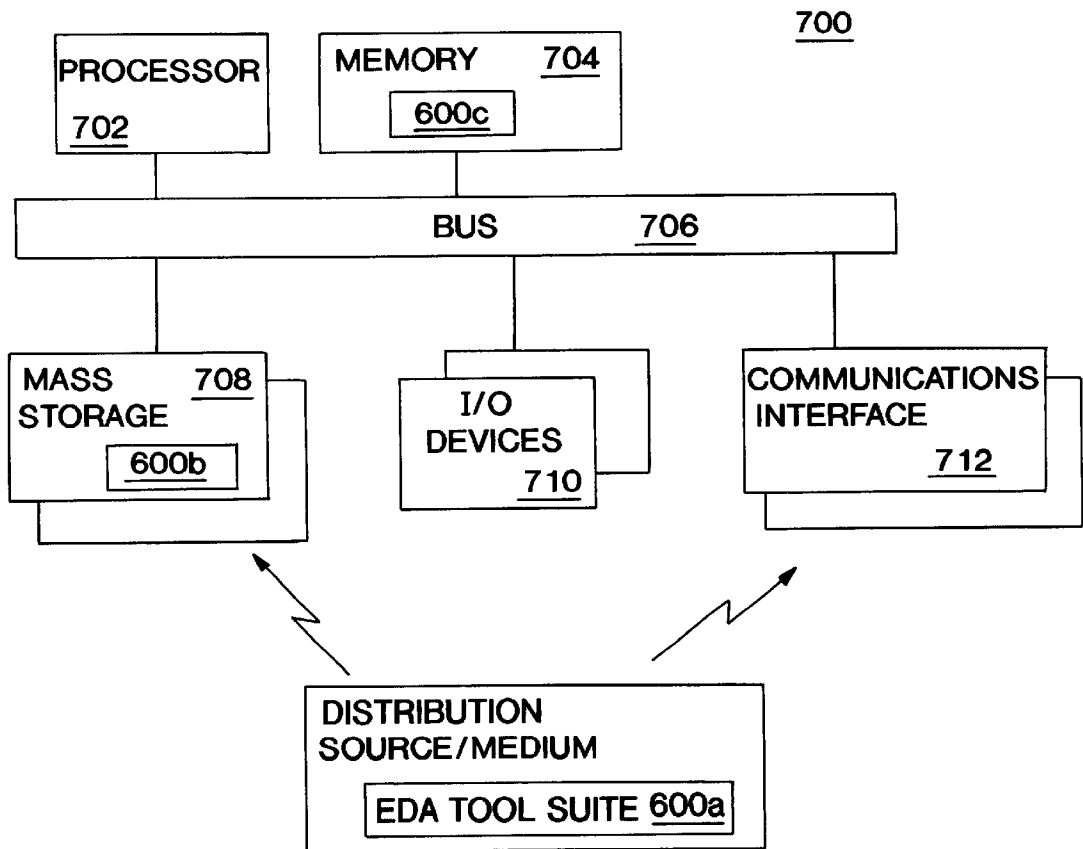 700
PROCESSOR
702
MEMORY 704
600c
BUS 706
MASS 708
STORAGE
600b
I/O
DEVICES
710
COMMUNICATIONS
INTERFACE
712
DISTRIBUTION
SOURCE/MEDIUM
EDA TOOL SUITE 600a